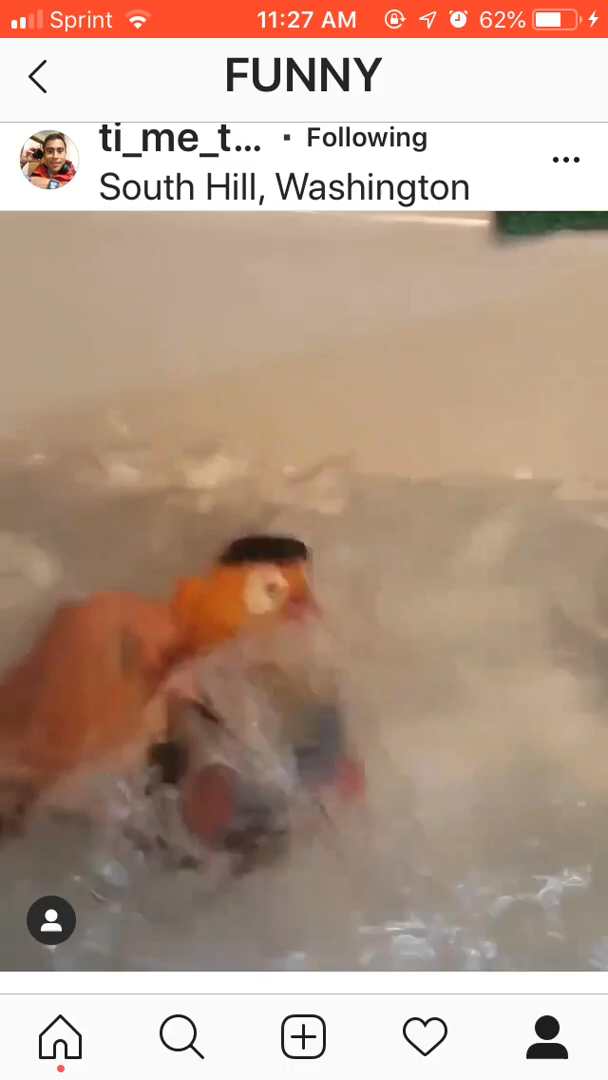 Sprint 11:27 AM 62%
FUNNY
ti_me_t... · Following
South Hill, Washington